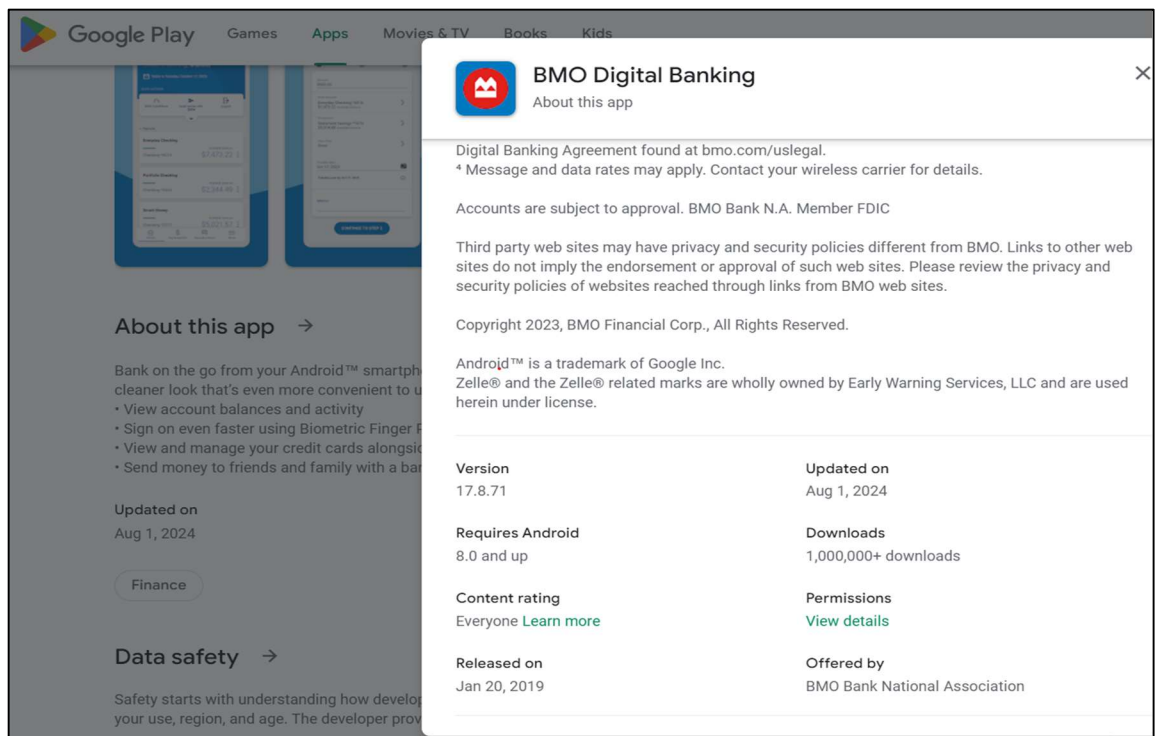 Google Play Games Apps Movies & TV Books Kids
About this app →
Bank on the go from your Android™ smartph
cleaner look that's even more convenient to u
• View account balances and activity
• Sign on even faster using Biometric Finger F
• View and manage your credit cards alongsid
• Send money to friends and family with a ba
Updated on
Aug 1, 2024
Finance
Data safety →
Safety starts with understanding how develop
your use, region, and age. The developer prov
BMO Digital Banking
About this app
Digital Banking Agreement found at bmo.com/uslegal.
⁴ Message and data rates may apply. Contact your wireless carrier for details.
Accounts are subject to approval. BMO Bank N.A. Member FDIC
Third party web sites may have privacy and security policies different from BMO. Links to other web
sites do not imply the endorsement or approval of such web sites. Please review the privacy and
security policies of websites reached through links from BMO web sites.
Copyright 2023, BMO Financial Corp., All Rights Reserved.
Android™ is a trademark of Google Inc.
Zelle® and the Zelle® related marks are wholly owned by Early Warning Services, LLC and are used
herein under license.
Version
17.8.71
Updated on
Aug 1, 2024
Requires Android
8.0 and up
Downloads
1,000,000+ downloads
Content rating
Everyone Learn more
Permissions
View details
Released on
Jan 20, 2019
Offered by
BMO Bank National Association